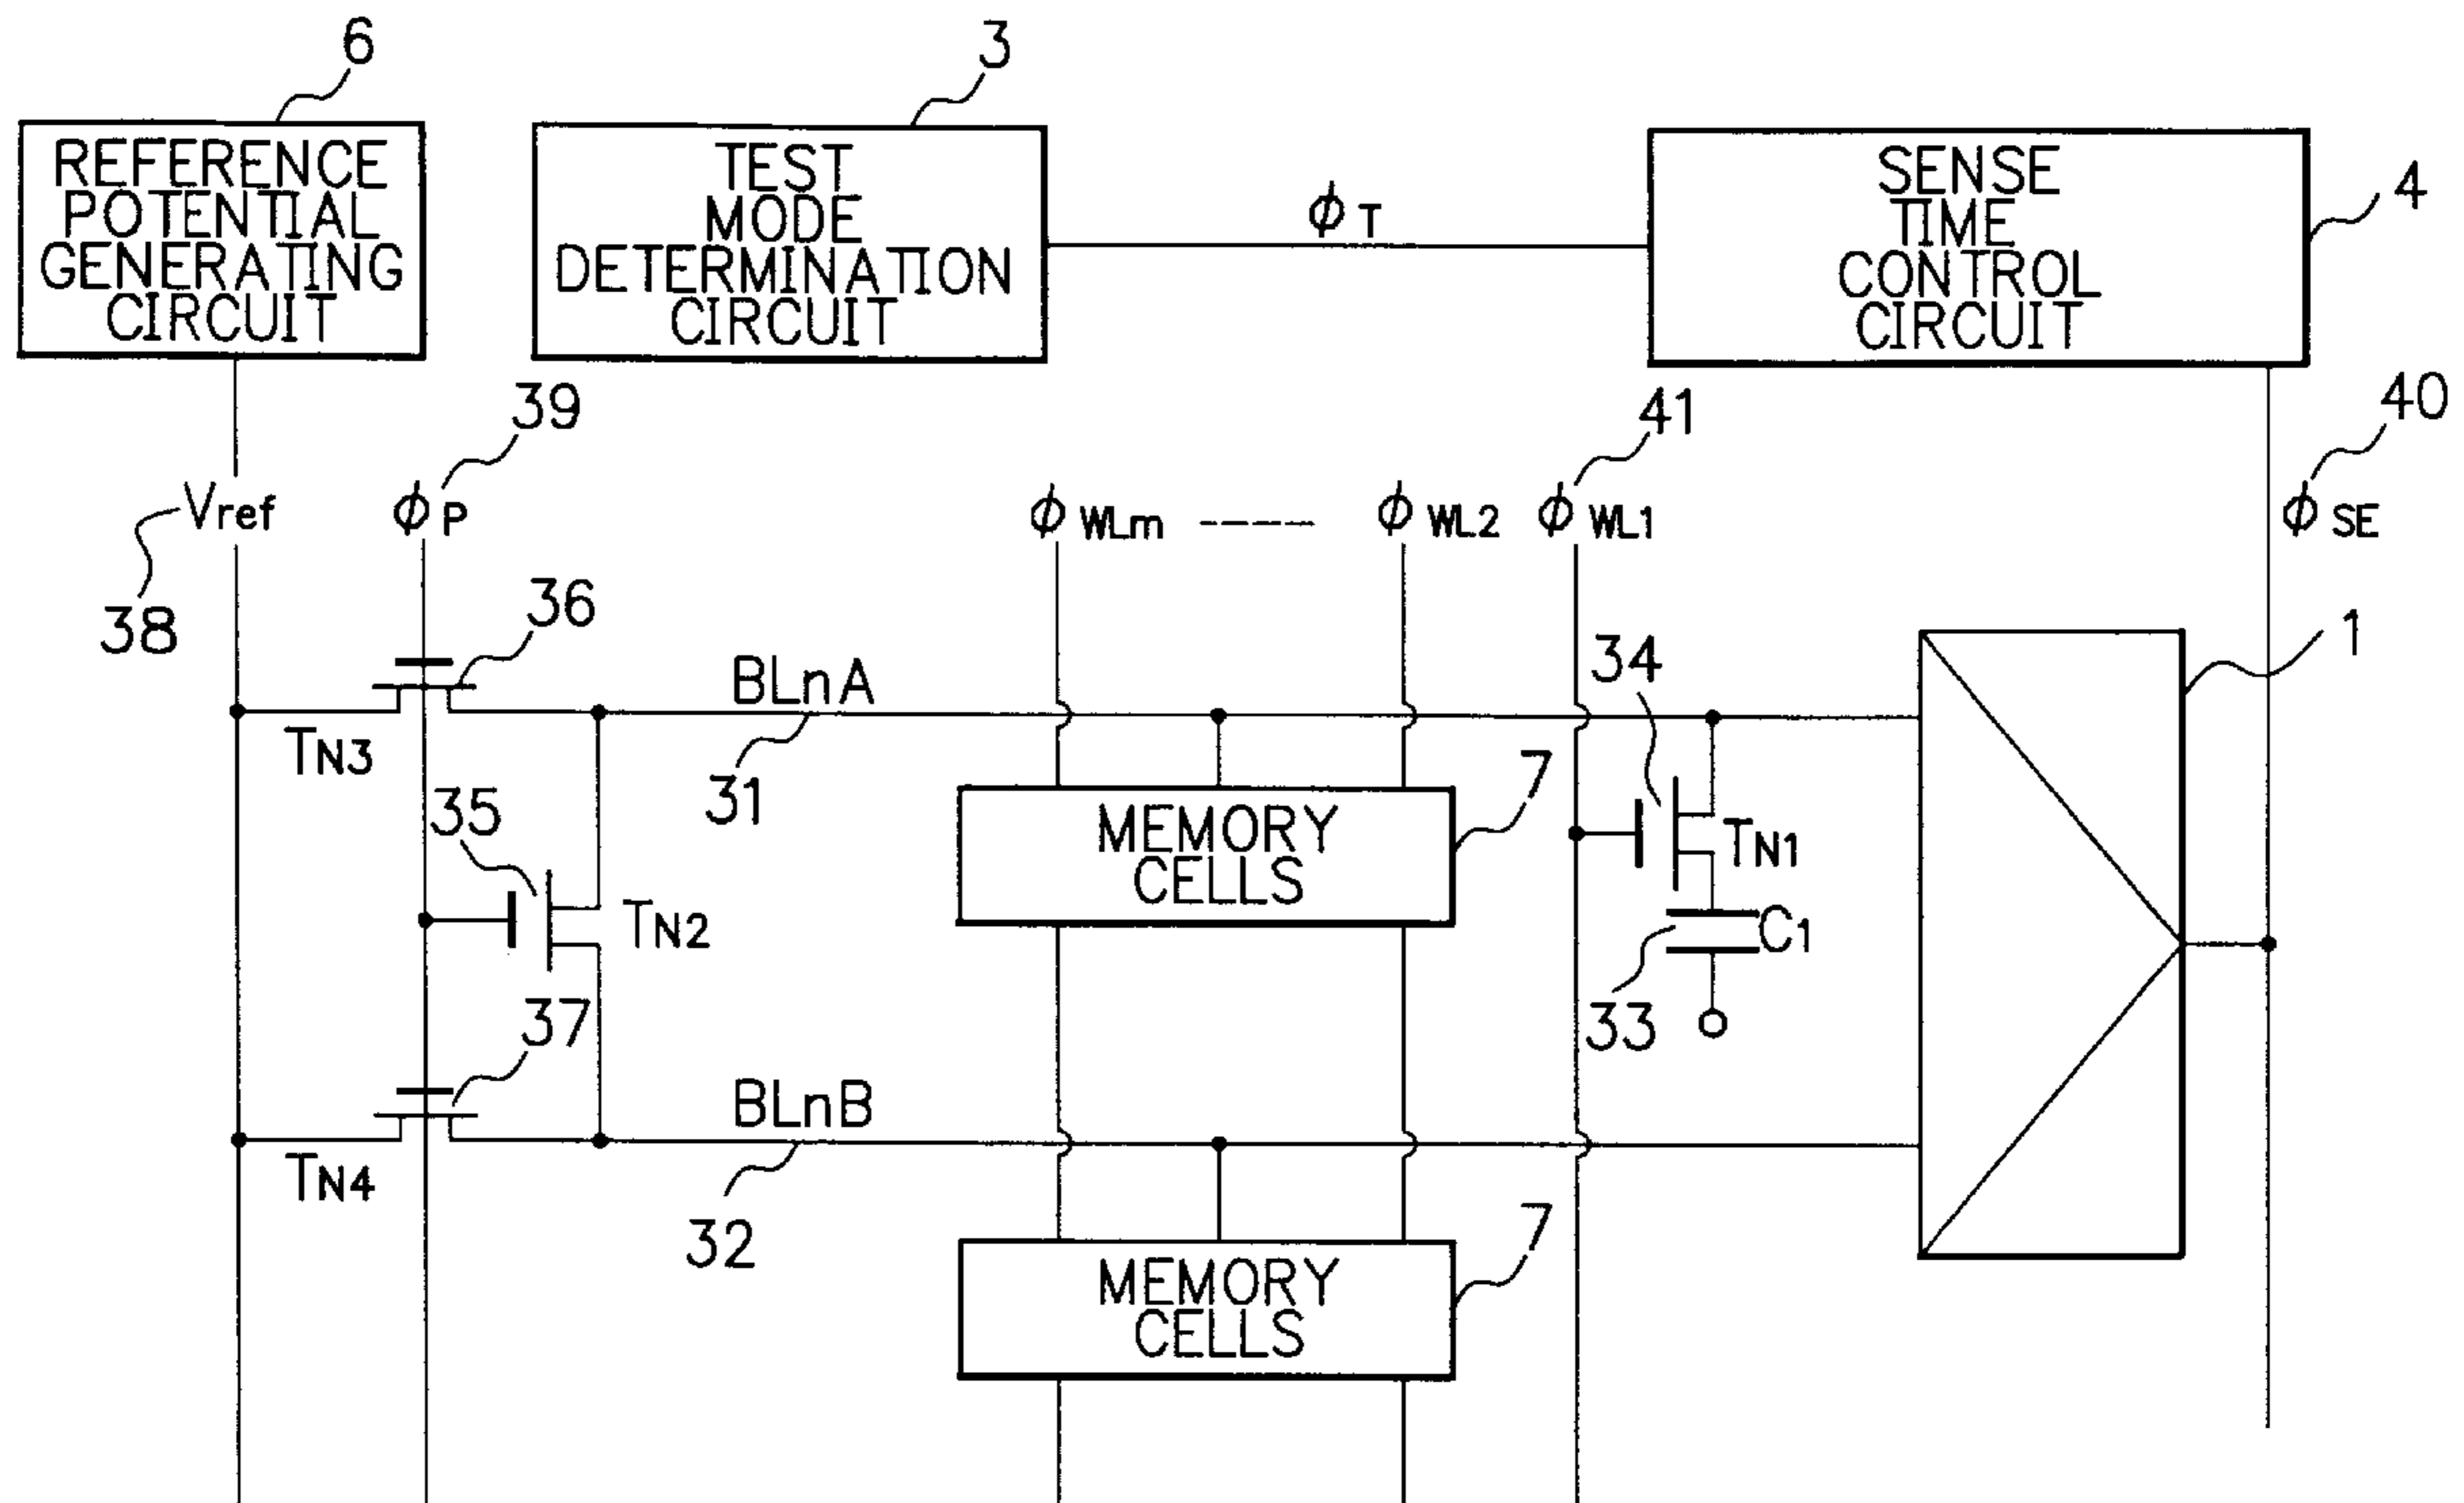 6
3
REFERENCE
POTENTIAL
GENERATING
CIRCUIT
TEST
MODE
DETERMINATION
CIRCUIT
ϕT
SENSE
TIME
CONTROL
CIRCUIT
4
39
41
40
Vref
ϕP
ϕWLm -----
ϕWL2
ϕWL1
ϕSE
38
36
34
1
BLnA
TN3
31
35
7
MEMORY
CELLS
TN1
TN2
C1
37
33
BLnB
TN4
32
7
MEMORY
CELLS